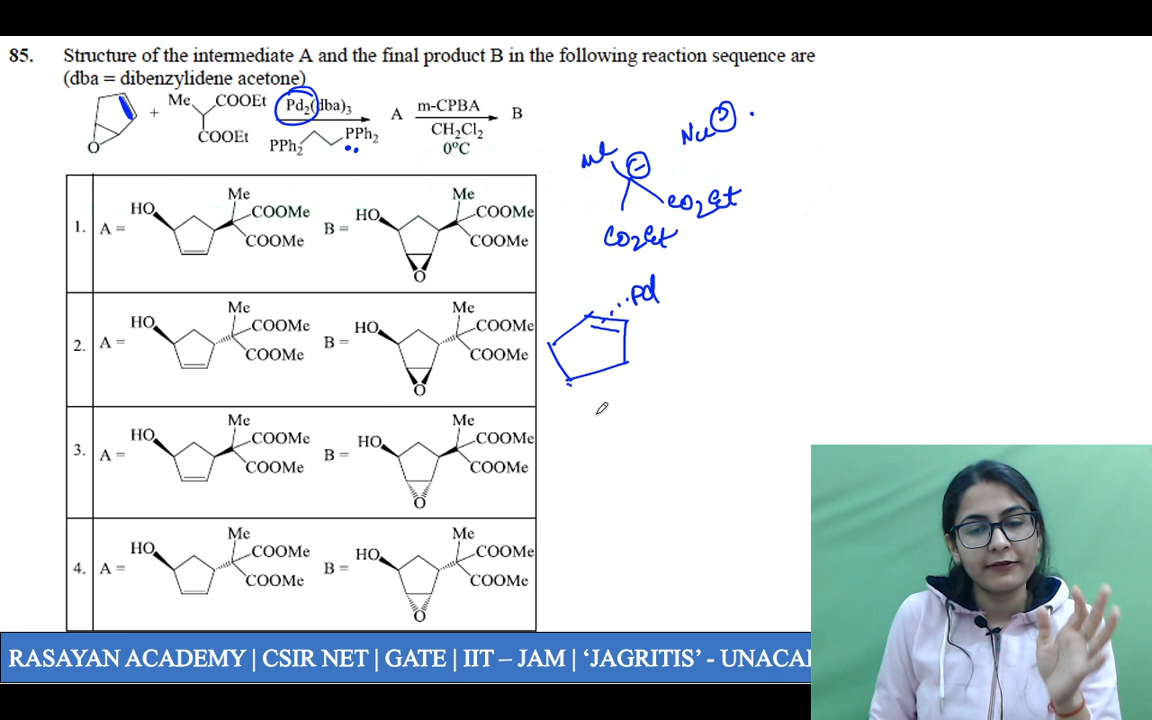 85. Structure of the intermediate A and the final product B in the following reaction sequence are
(dba = dibenzylidene acetone)
Me COOEt Pd2(dba)3 m-CPBA
+ A B
COOEt PPh2 PPh2 CH2Cl2
O 0°C
Nu⊖
Me ⊖
CO2Et
CO2Et
Pd
1. A = HO Me COOMe COOMe B = HO Me COOMe COOMe O
2. A = HO Me COOMe COOMe B = HO Me COOMe COOMe O
3. A = HO Me COOMe COOMe B = HO Me COOMe COOMe O
4. A = HO Me COOMe COOMe B = HO Me COOMe COOMe O
RASAYAN ACADEMY | CSIR NET | GATE | IIT – JAM | ‘JAGRITIS’ - UNACA